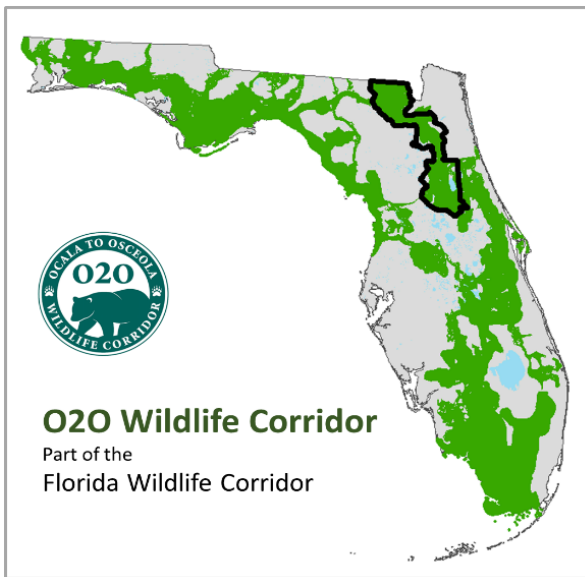 OCALA TO OSCEOLA
O2O
WILDLIFE CORRIDOR
O2O Wildlife Corridor
Part of the
Florida Wildlife Corridor